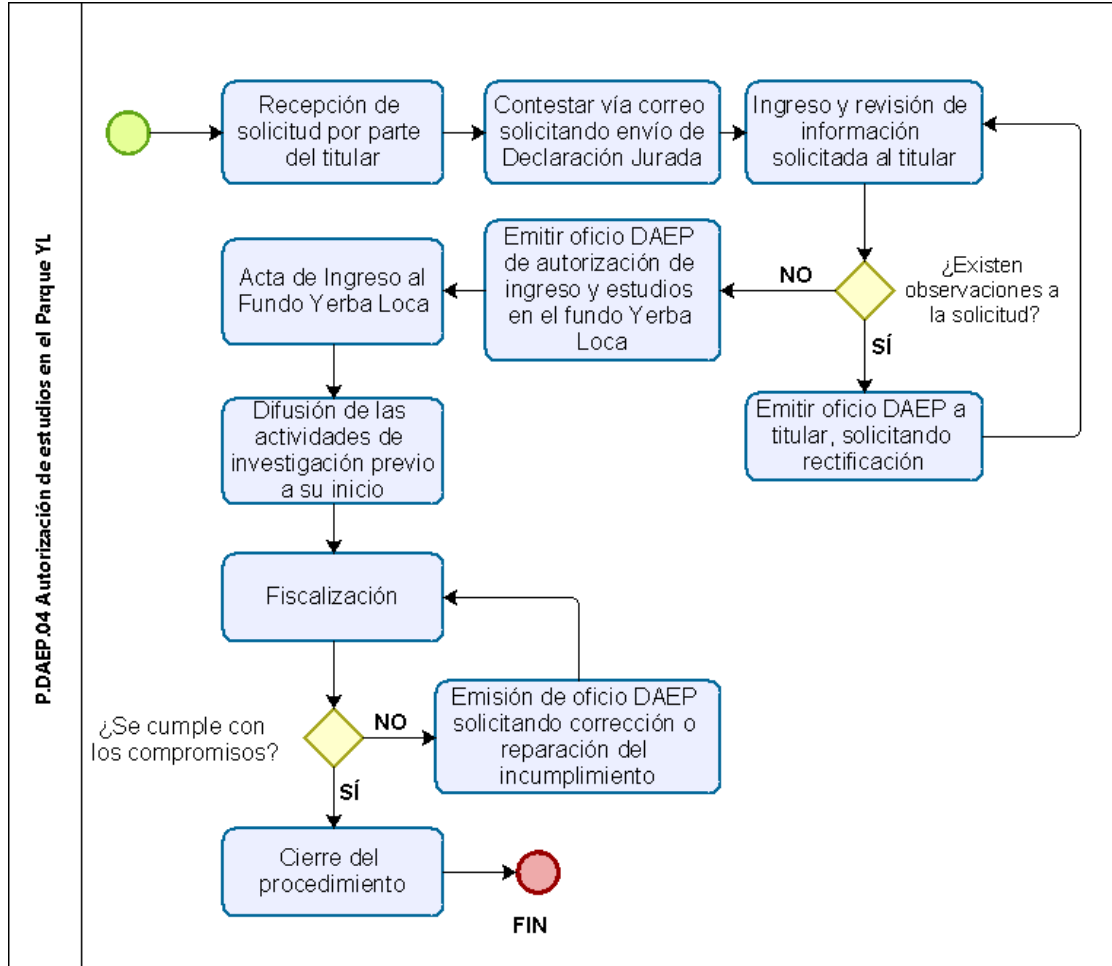 P.DAEP.04 Autorización de estudios en el Parque YL
Recepción de
solicitud por parte
del titular
Contestar vía correo
solicitando envío de
Declaración Jurada
Ingreso y revisión de
información
solicitada al titular
¿Existen
observaciones a
la solicitud?
NO
SÍ
Emitir oficio DAEP
de autorización de
ingreso y estudios
en el fundo Yerba
Loca
Acta de Ingreso al
Fundo Yerba Loca
Emitir oficio DAEP a
titular, solicitando
rectificación
Difusión de las
actividades de
investigación previo
a su inicio
Fiscalización
¿Se cumple con
los compromisos?
NO
SÍ
Emisión de oficio DAEP
solicitando corrección o
reparación del
incumplimiento
Cierre del
procedimiento
FIN